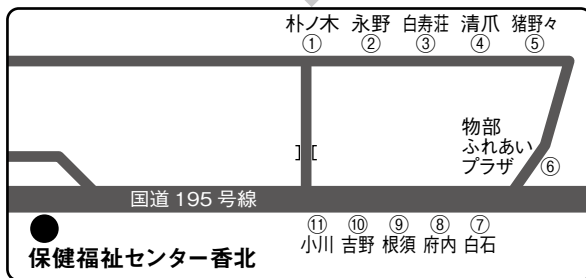 朴ノ木 永野 白寿荘 清爪 猪野々
① ② ③ ④ ⑤
物部
ふれあい
プラザ ⑥
国道 195 号線
⑪ ⑩ ⑨ ⑧ ⑦
小川 吉野 根須 府内 白石
保健福祉センター香北